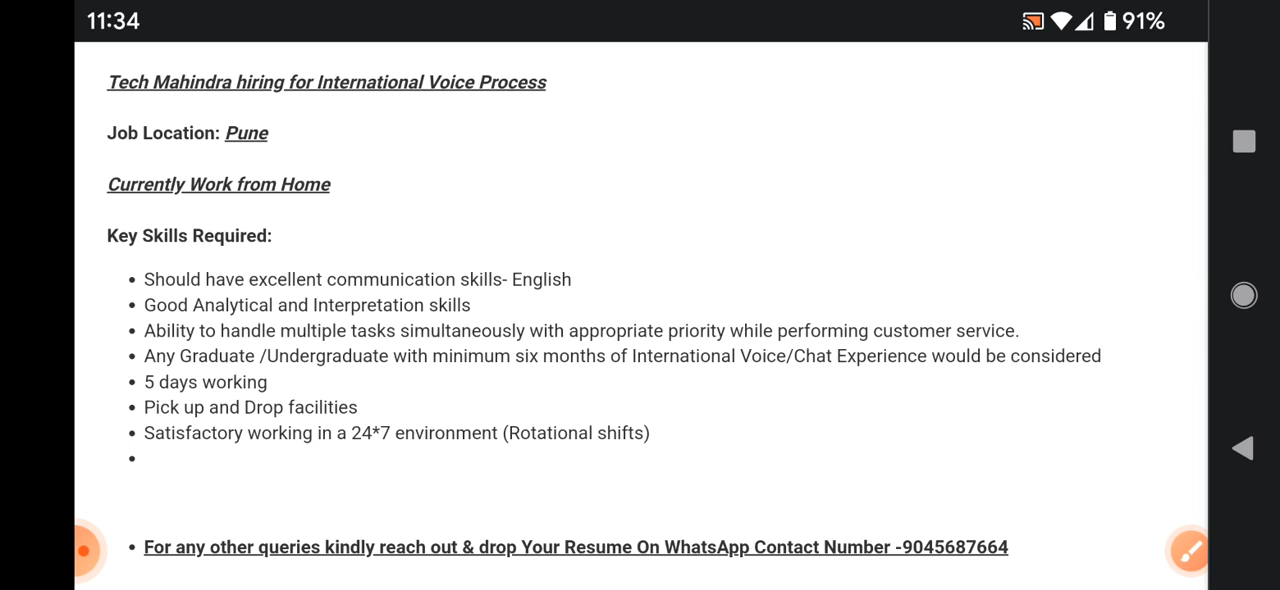 11:34
91%
Tech Mahindra hiring for International Voice Process
Job Location: Pune
Currently Work from Home
Key Skills Required:
• Should have excellent communication skills- English
• Good Analytical and Interpretation skills
• Ability to handle multiple tasks simultaneously with appropriate priority while performing customer service.
• Any Graduate /Undergraduate with minimum six months of International Voice/Chat Experience would be considered
• 5 days working
• Pick up and Drop facilities
• Satisfactory working in a 24*7 environment (Rotational shifts)
•
• For any other queries kindly reach out & drop Your Resume On WhatsApp Contact Number -9045687664